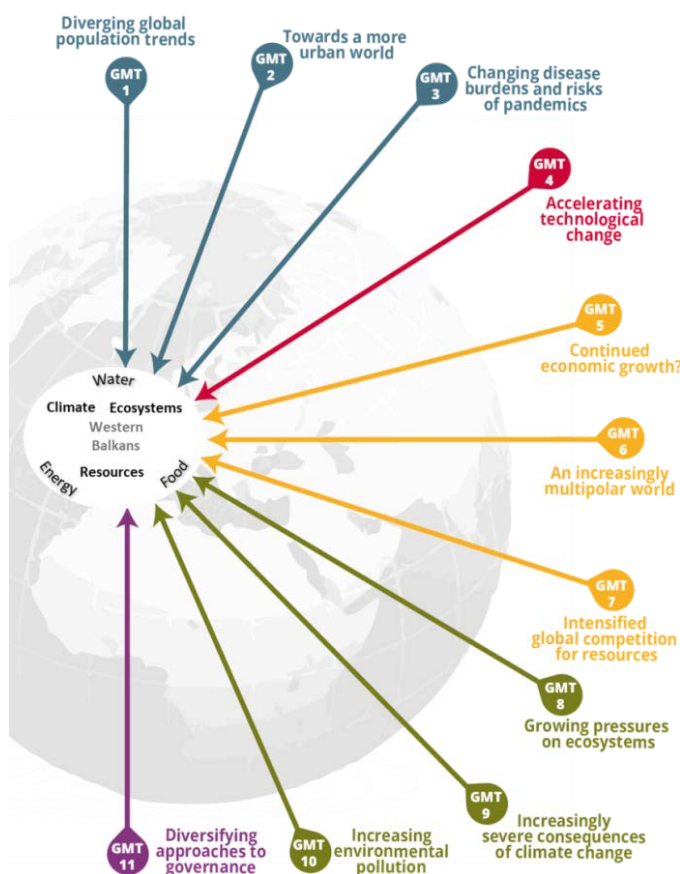 Diverging global
population trends
GMT
1
Towards a more
urban world
GMT
2
Changing disease
burdens and risks
of pandemics
GMT
3
GMT
4
Accelerating
technological
change
GMT
5
Continued
economic growth?
GMT
6
An increasingly
multipolar world
GMT
7
Intensified
global competition
for resources
GMT
8
Growing pressures
on ecosystems
GMT
9
Increasingly
severe consequences
of climate change
GMT
10
Increasing
environmental
pollution
GMT
11
Diversifying
approaches to
governance
Water
Climate Ecosystems
Western
Balkans
Resources
Energy
Food